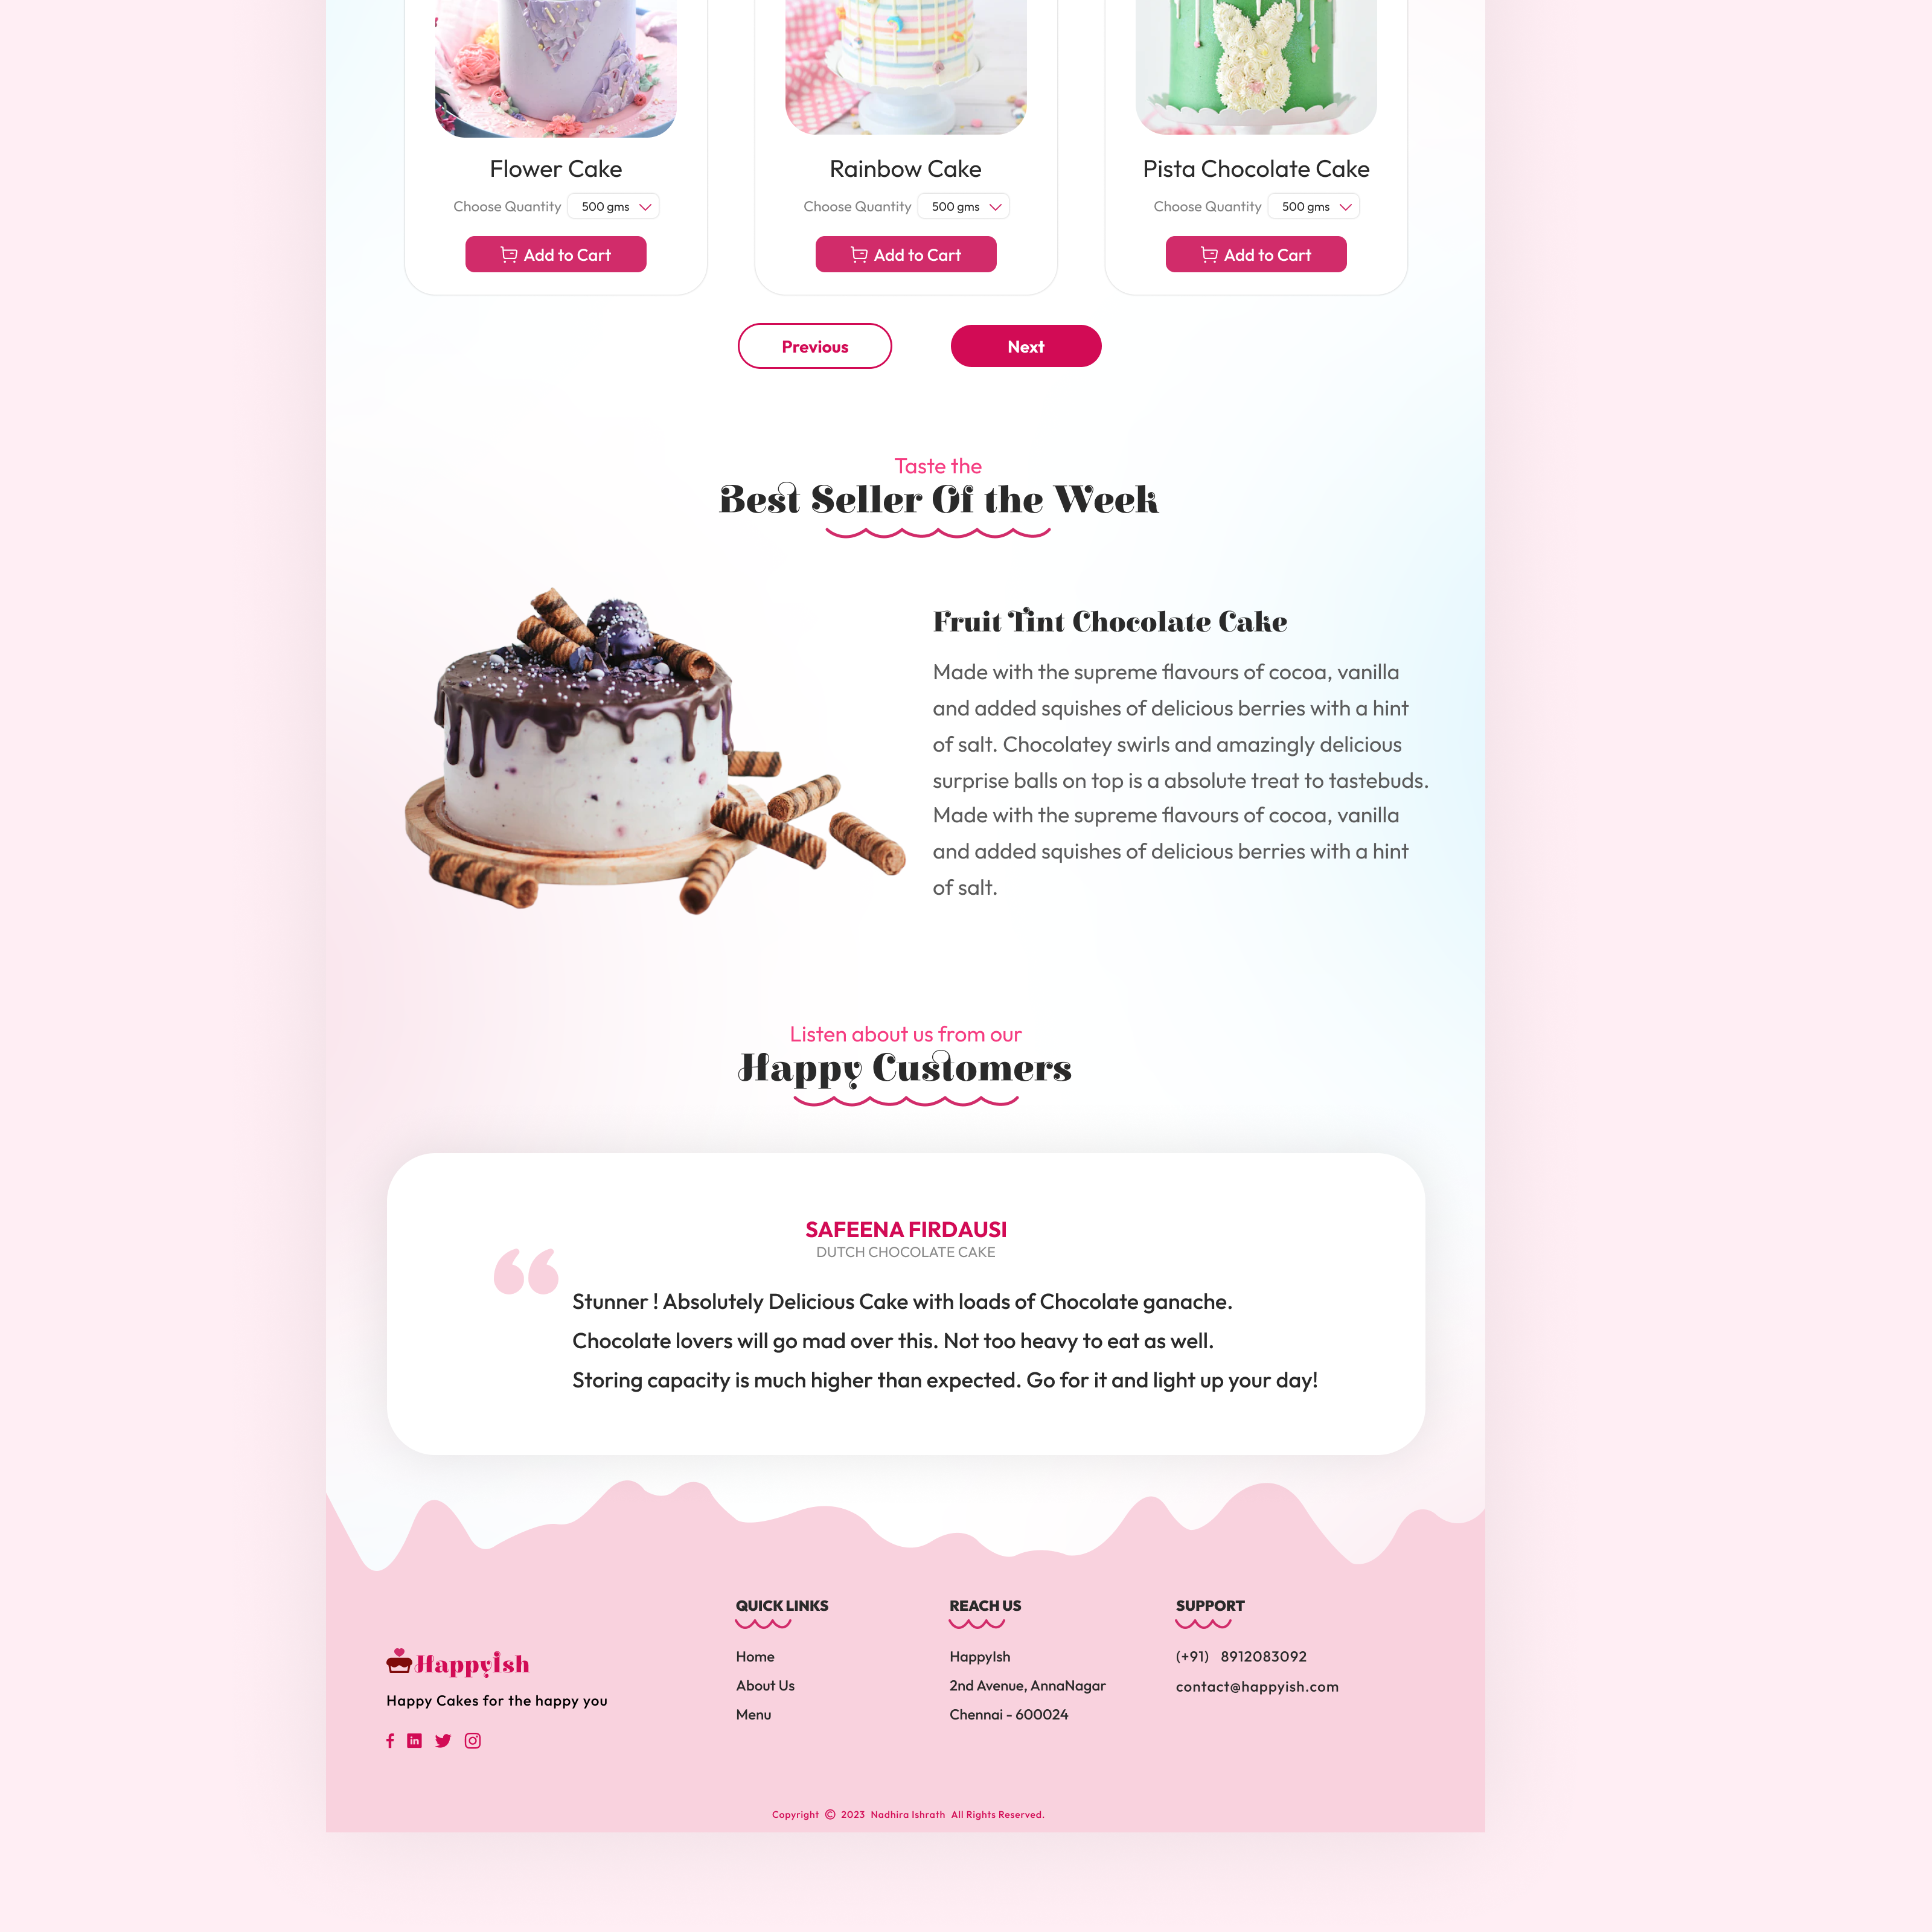 Flower Cake
Choose Quantity 500 gms
Add to Cart
Rainbow Cake
Choose Quantity 500 gms
Add to Cart
Pista Chocolate Cake
Choose Quantity 500 gms
Add to Cart
Previous
Next
Taste the
Best Seller Of the Week
Fruit Tint Chocolate Cake
Made with the supreme flavours of cocoa, vanilla
and added squishes of delicious berries with a hint
of salt. Chocolatey swirls and amazingly delicious
surprise balls on top is a absolute treat to tastebuds.
Made with the supreme flavours of cocoa, vanilla
and added squishes of delicious berries with a hint
of salt.
Listen about us from our
Happy Customers
SAFEENA FIRDAUSI
DUTCH CHOCOLATE CAKE
“
Stunner ! Absolutely Delicious Cake with loads of Chocolate ganache.
Chocolate lovers will go mad over this. Not too heavy to eat as well.
Storing capacity is much higher than expected. Go for it and light up your day!
HappyIsh
Happy Cakes for the happy you
QUICK LINKS
Home
About Us
Menu
REACH US
HappyIsh
2nd Avenue, AnnaNagar
Chennai - 600024
SUPPORT
(+91) 8912083092
contact@happyish.com
Copyright © 2023 Nadhira Ishrath All Rights Reserved.